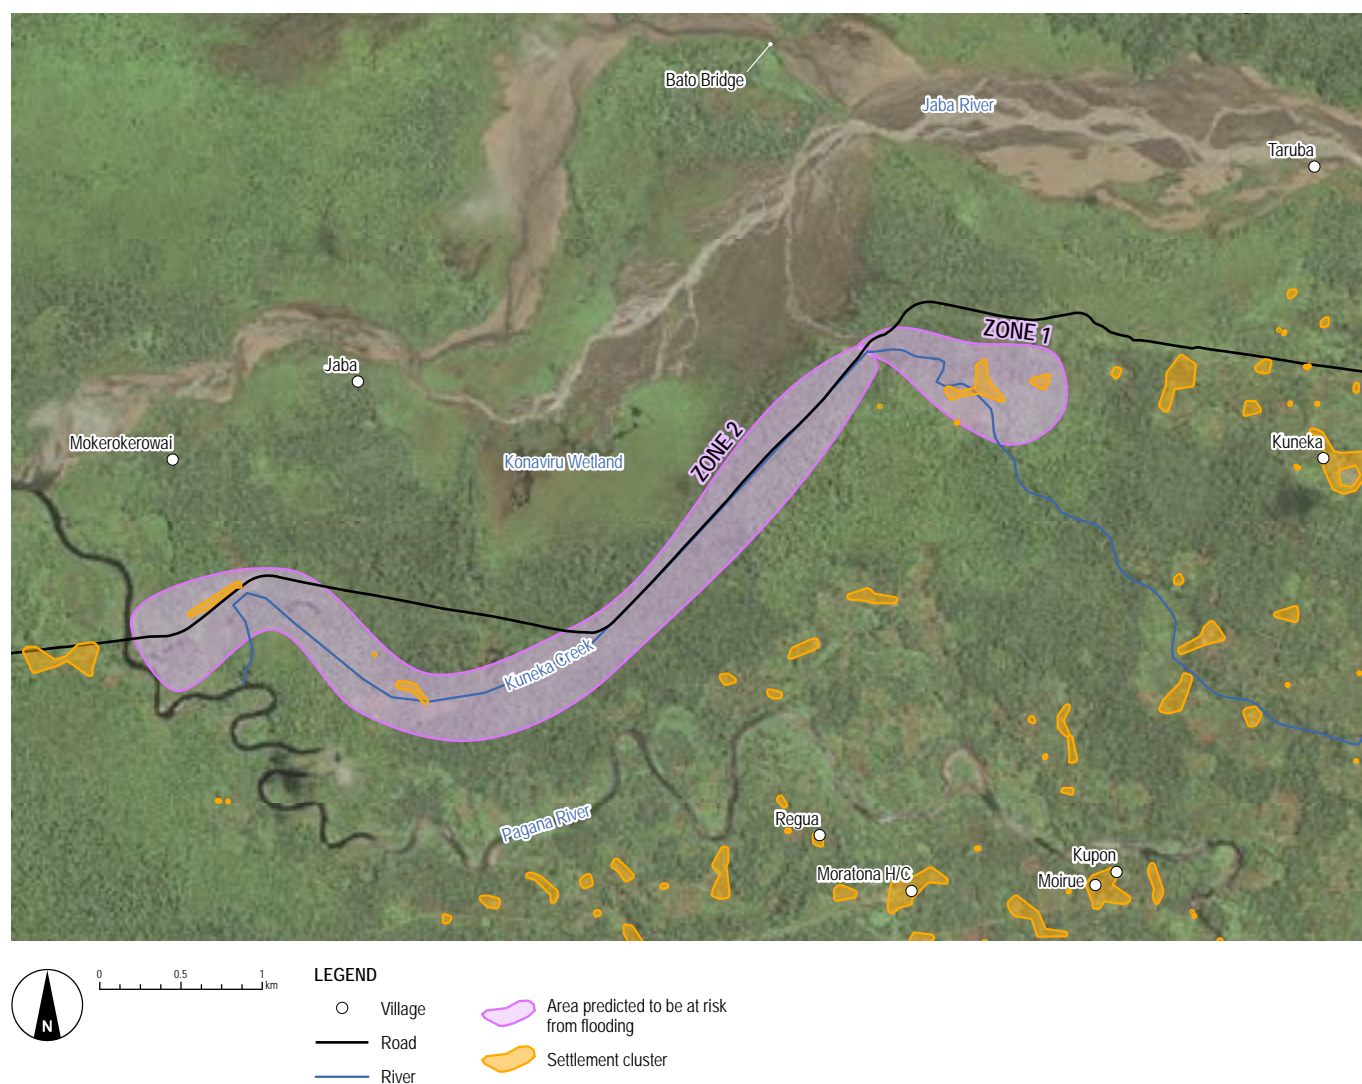 Bato Bridge
Jaba River
Taruba
ZONE 1
Jaba
ZONE 2
Mokerokerowai
Konaviru Wetland
Kuneka
Kuneka Creek
Pagana River
Regua
Moratona H/C
Kupon
Moirue
N
0 0.5 1
km
LEGEND
Village
Road
River
Area predicted to be at risk
from flooding
Settlement cluster